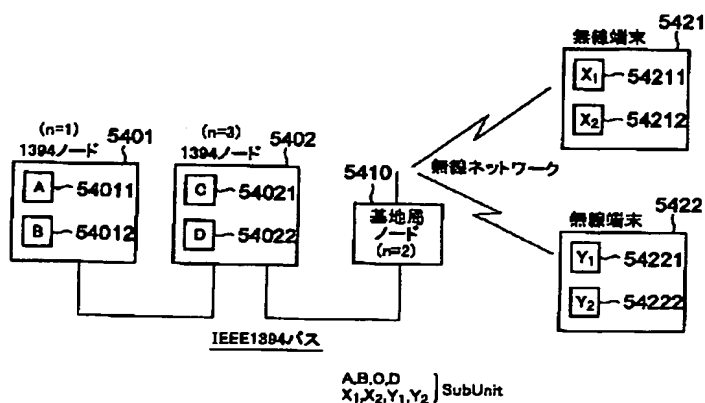 無線端末 5421
X1 54211
X2 54212
(n=1) 5401
1394ノード
A 54011
B 54012
(n=3) 5402
1394ノード
C 54021
D 54022
5410 無線ネットワーク
基地局
ノード
(n=2)
無線端末 5422
Y1 54221
Y2 54222
IEEE1394バス
A,B,C,D
X1,X2,Y1,Y2 } SubUnit